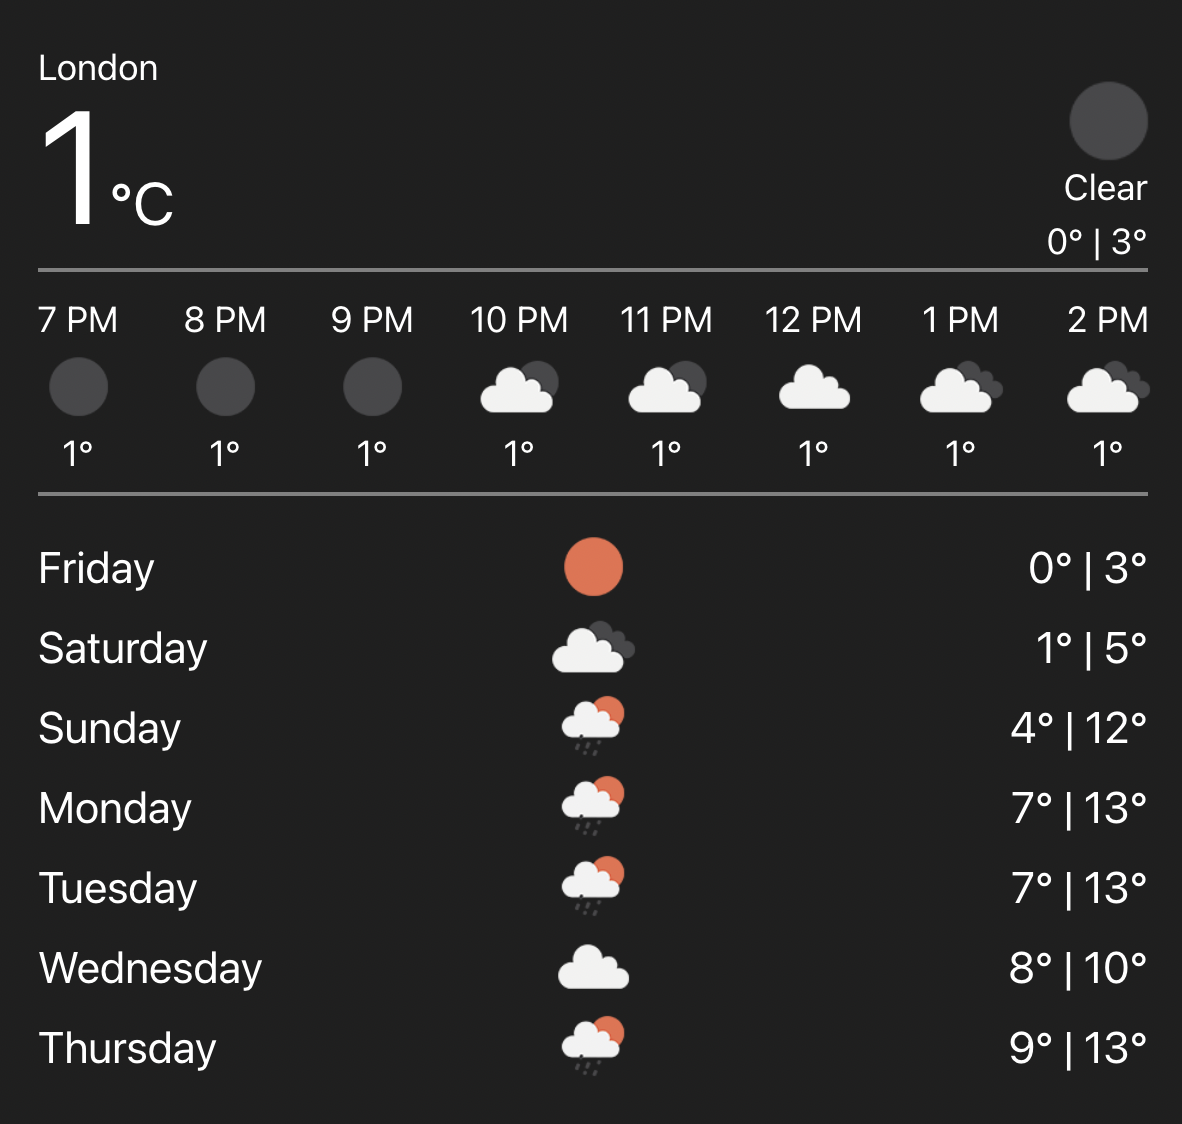 London
1°C
Clear
0° | 3°
7 PM 8 PM 9 PM 10 PM 11 PM 12 PM 1 PM 2 PM
1° 1° 1° 1° 1° 1° 1° 1°
Friday 0° | 3°
Saturday 1° | 5°
Sunday 4° | 12°
Monday 7° | 13°
Tuesday 7° | 13°
Wednesday 8° | 10°
Thursday 9° | 13°